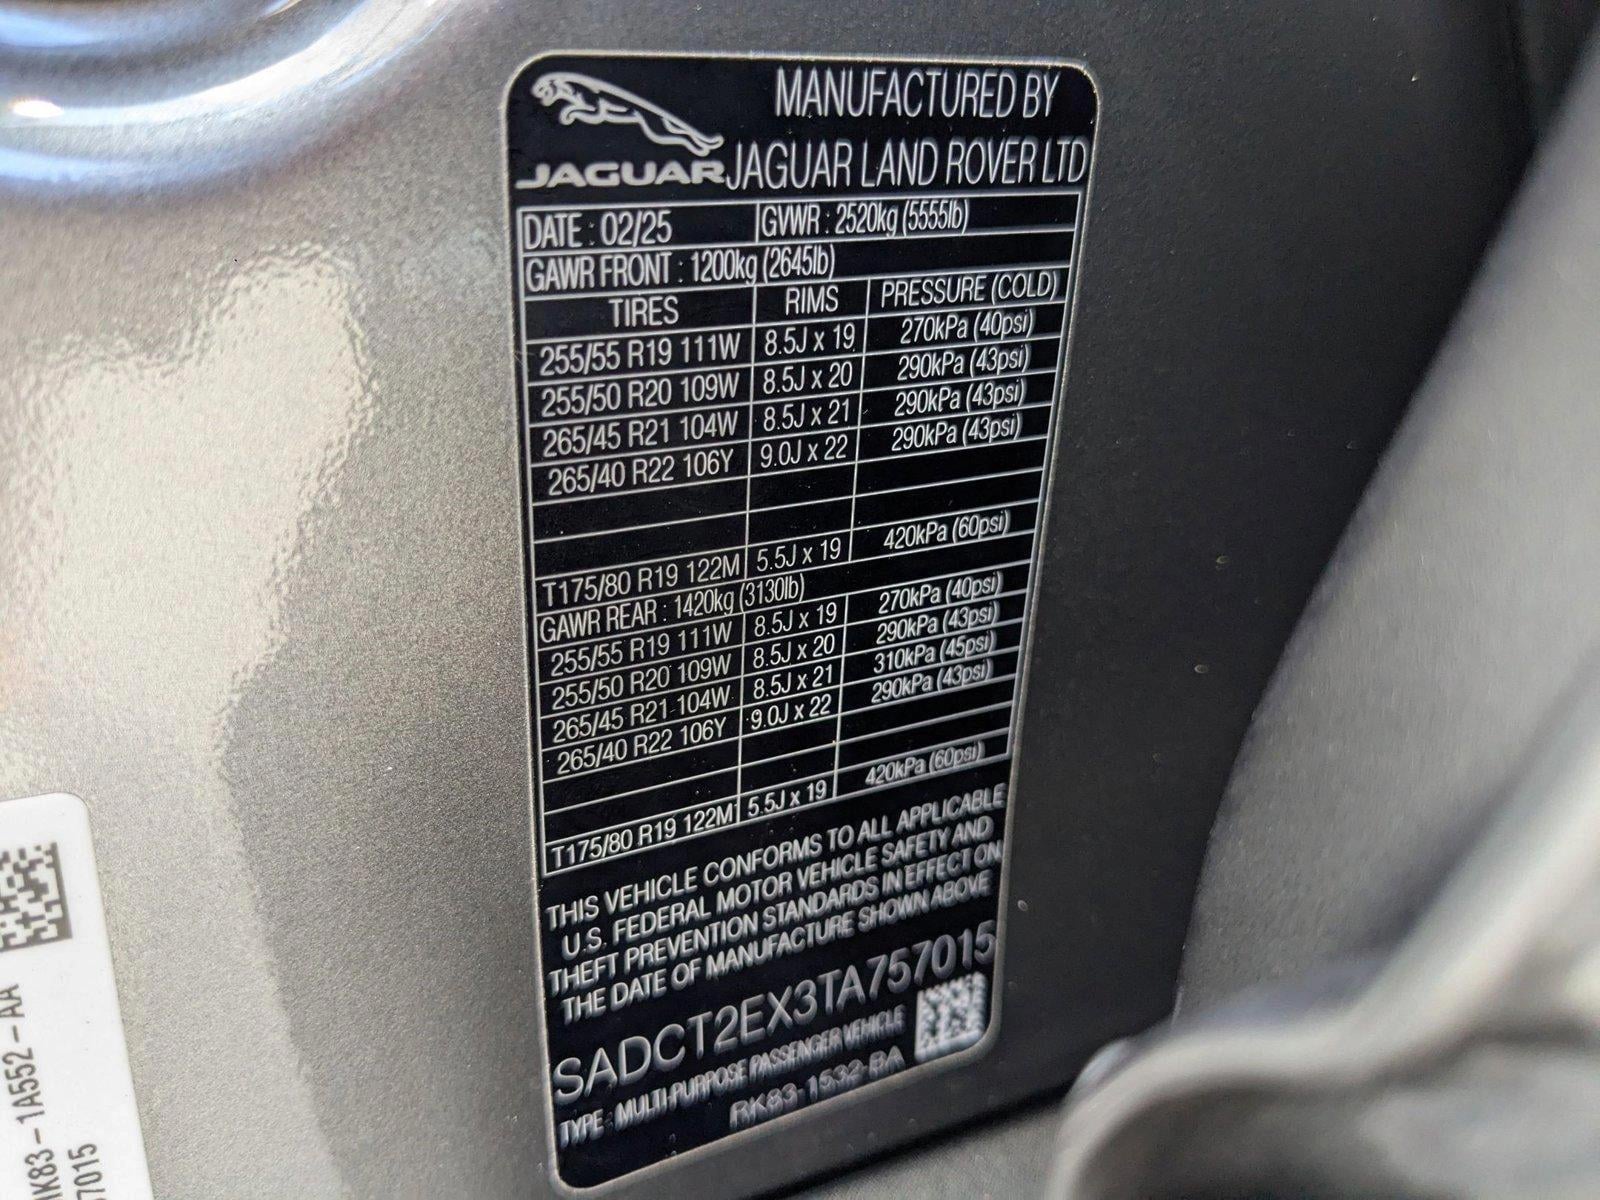 MANUFACTURED BY
JAGUAR JAGUAR LAND ROVER LTD
DATE : 02/25 GVWR : 2520kg (5555lb)
GAWR FRONT : 1200kg (2645lb)
TIRES RIMS PRESSURE (COLD)
255/55 R19 111W 8.5J x 19 270kPa (40psi)
255/50 R20 109W 8.5J x 20 290kPa (43psi)
265/45 R21 104W 8.5J x 21 290kPa (43psi)
265/40 R22 106Y 9.0J x 22 290kPa (43psi)
T175/80 R19 122M 5.5J x 19 420kPa (60psi)
GAWR REAR : 1420kg (3130lb)
255/55 R19 111W 8.5J x 19 270kPa (40psi)
255/50 R20 109W 8.5J x 20 290kPa (43psi)
265/45 R21 104W 8.5J x 21 310kPa (45psi)
265/40 R22 106Y 9.0J x 22 290kPa (43psi)
T175/80 R19 122M 5.5J x 19 420kPa (60psi)
THIS VEHICLE CONFORMS TO ALL APPLICABLE
U.S. FEDERAL MOTOR VEHICLE SAFETY AND
THEFT PREVENTION STANDARDS IN EFFECT ON
THE DATE OF MANUFACTURE SHOWN ABOVE
SADCT2EX3TA757015
TYPE : MULTI-PURPOSE PASSENGER VEHICLE
RK83-1532-BA
K83-1A552-AA
7015